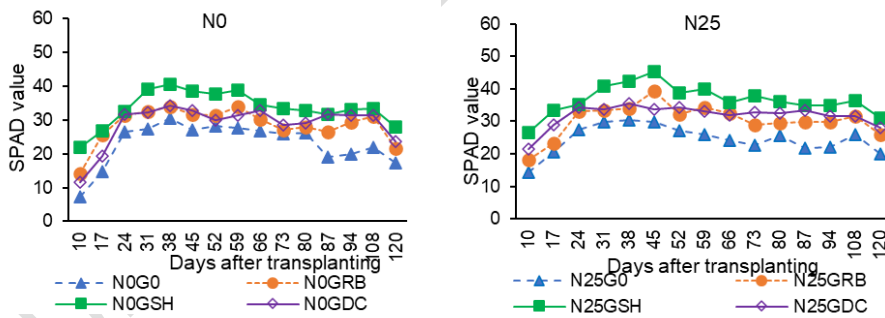 N0
60
50
40
30
20
10
0
SPAD value
10 17 24 31 38 45 52 59 66 73 80 87 94 108 120
Days after transplanting
N0G0 N0GRB
N0GSH N0GDC
N25
60
50
40
30
20
10
0
SPAD value
10 17 24 31 38 45 52 59 66 73 80 87 94 108 120
Days after transplanting
N25G0 N25GRB
N25GSH N25GDC